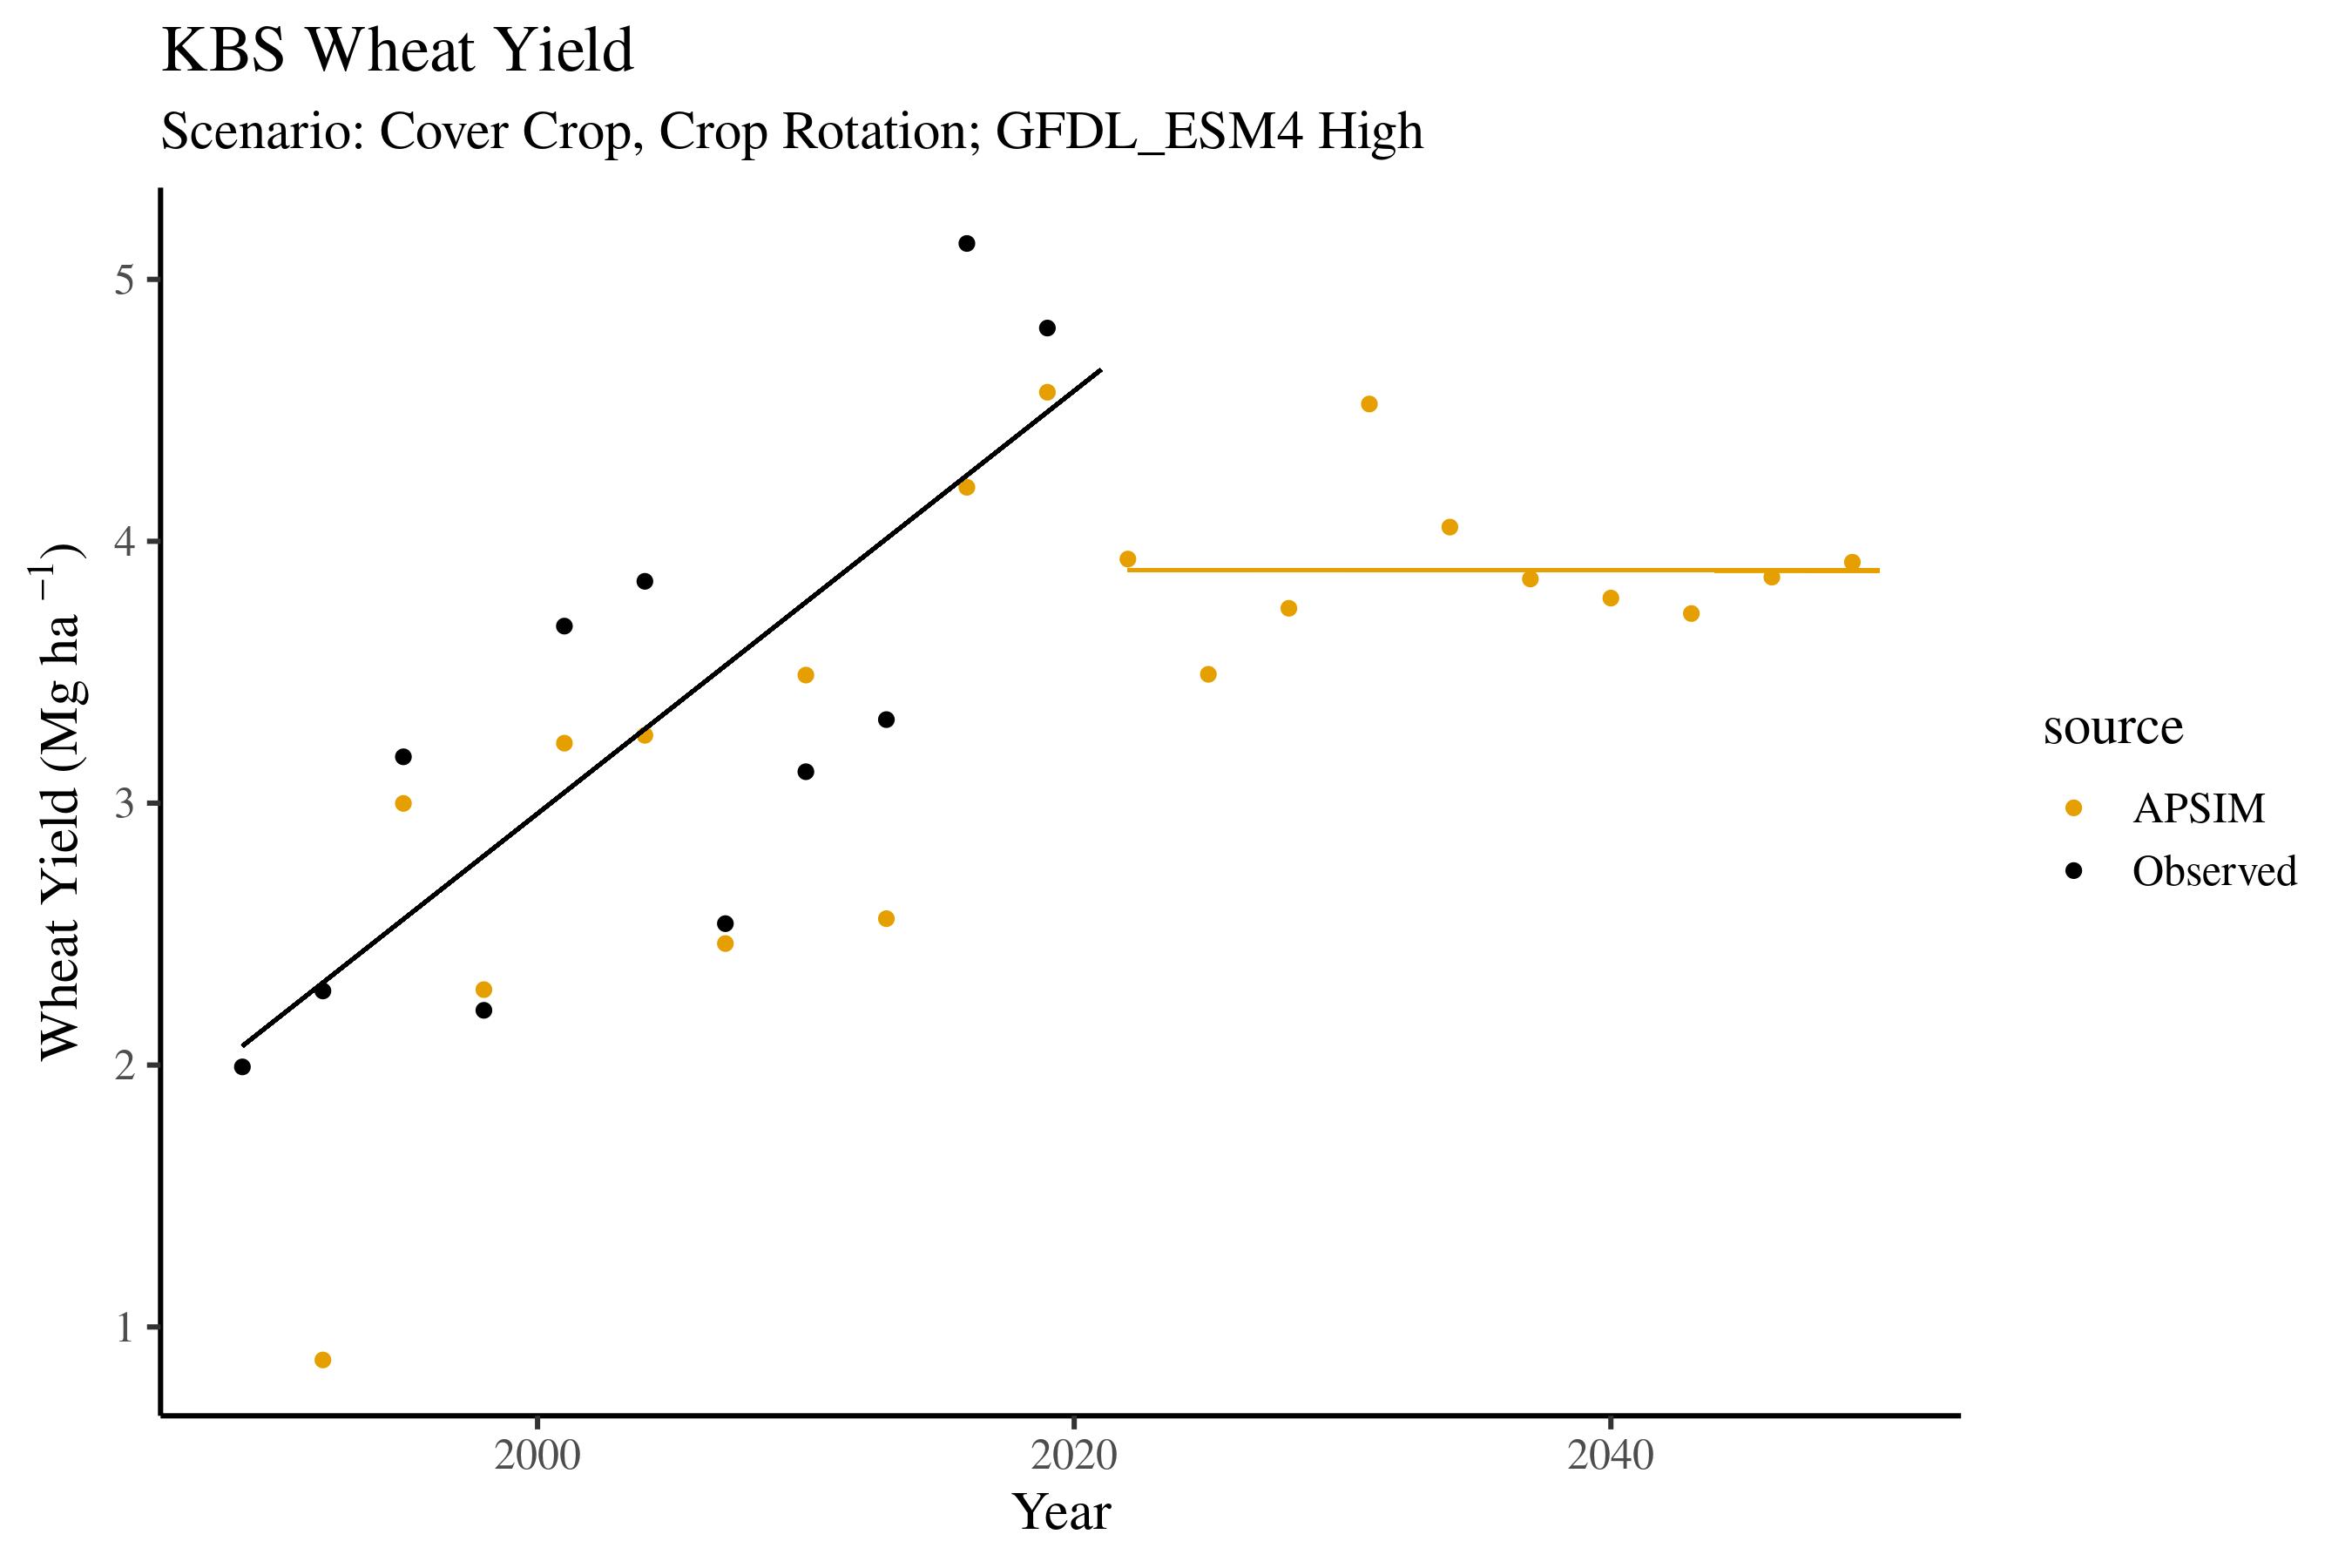 KBS Wheat Yield
Scenario: Cover Crop, Crop Rotation; GFDL_ESM4 High
Wheat Yield (Mg ha⁻¹)
5
4
3
2
1
2000
2020
2040
Year
source
APSIM
Observed